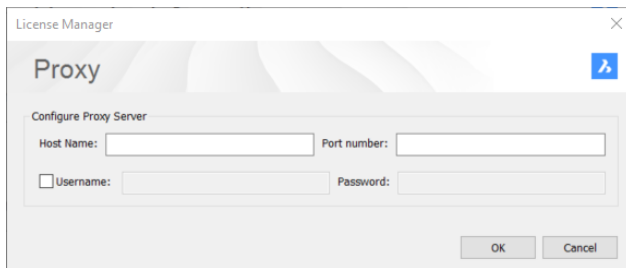 License Manager
Proxy
Configure Proxy Server
Host Name: Port number:
Username: Password:
OK Cancel